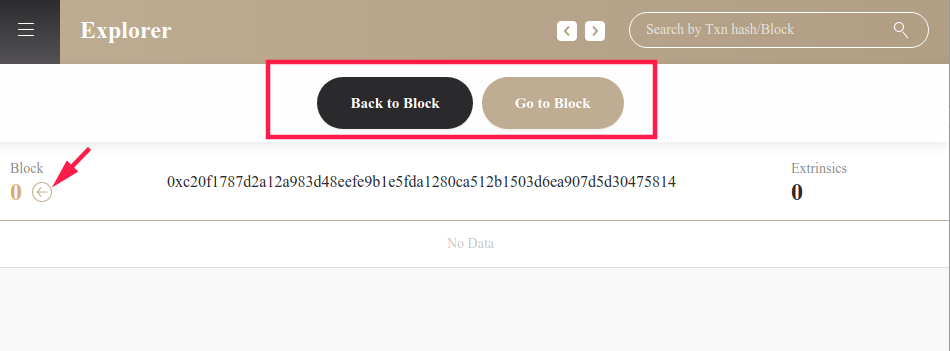 Explorer
Search by Txn hash/Block
Back to Block
Go to Block
Block
0
0xc20f1787d2a12a983d48eefe9b1e5fda1280ca512b1503d6ea907d5d30475814
Extrinsics
0
No Data